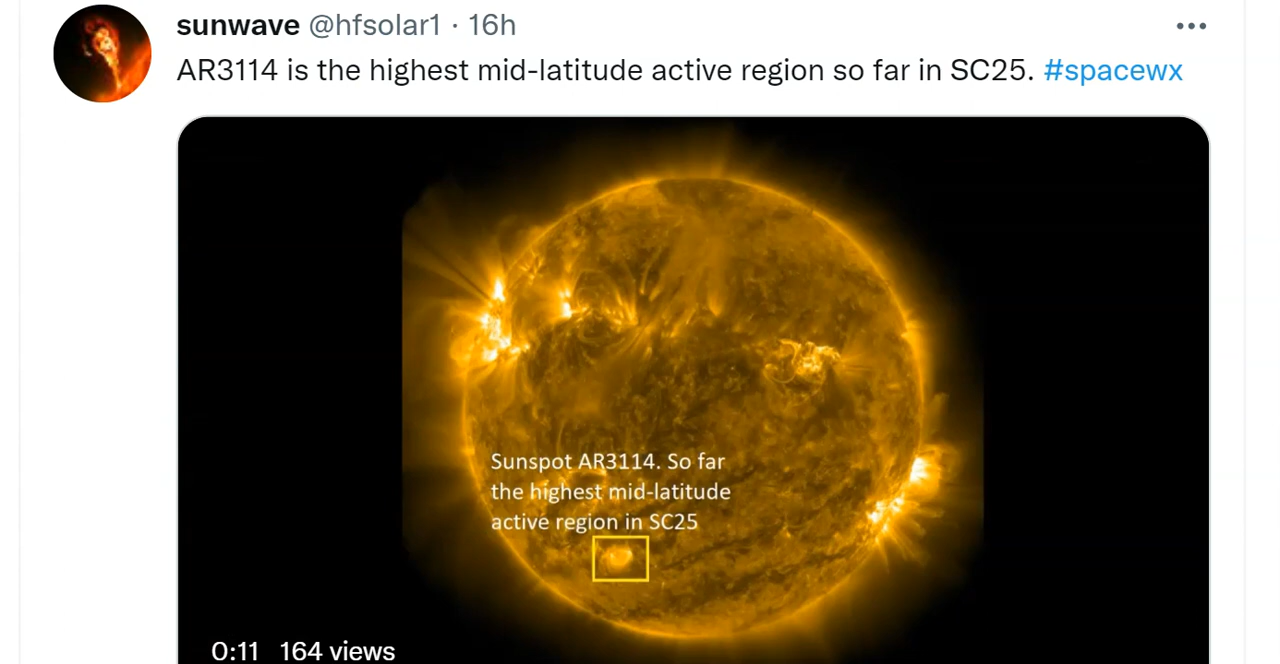 sunwave @hfsolar1 · 16h
AR3114 is the highest mid-latitude active region so far in SC25. #spacewx
Sunspot AR3114. So far
the highest mid-latitude
active region in SC25
0:11 164 views